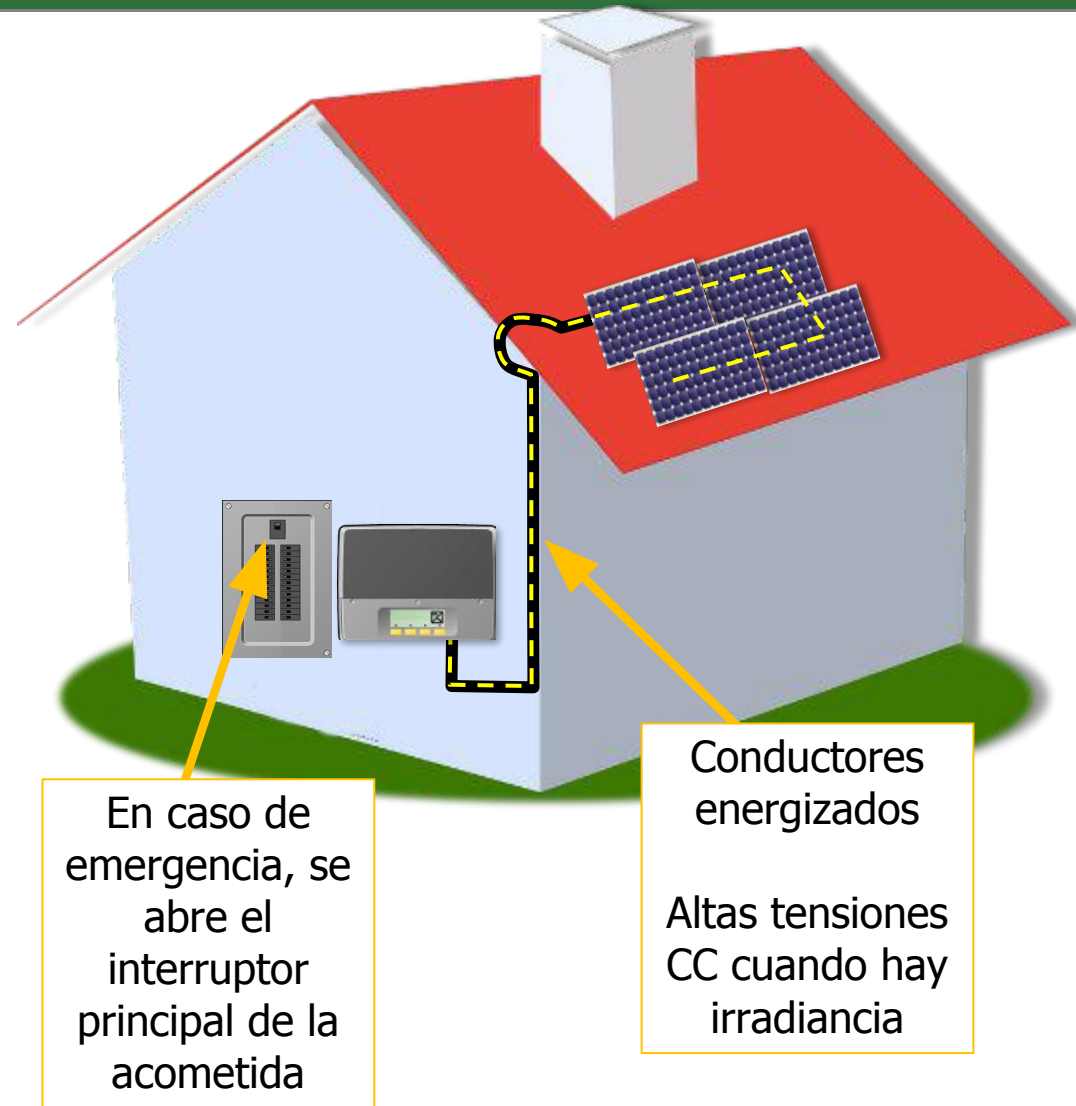 En caso de
emergencia, se
abre el
interruptor
principal de la
acometida
Conductores
energizados
Altas tensiones
CC cuando hay
irradiancia